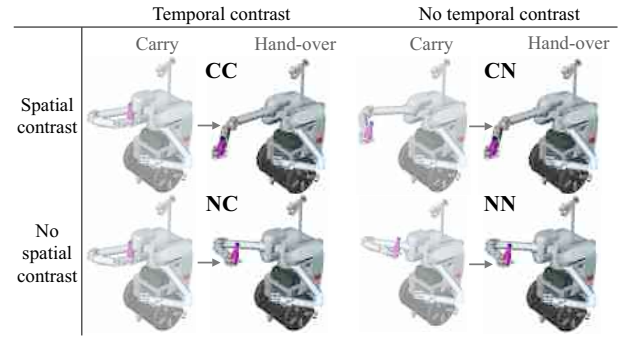 Temporal contrast No temporal contrast
Carry Hand-over Carry Hand-over
CC CN
Spatial
contrast
NC NN
No
spatial
contrast